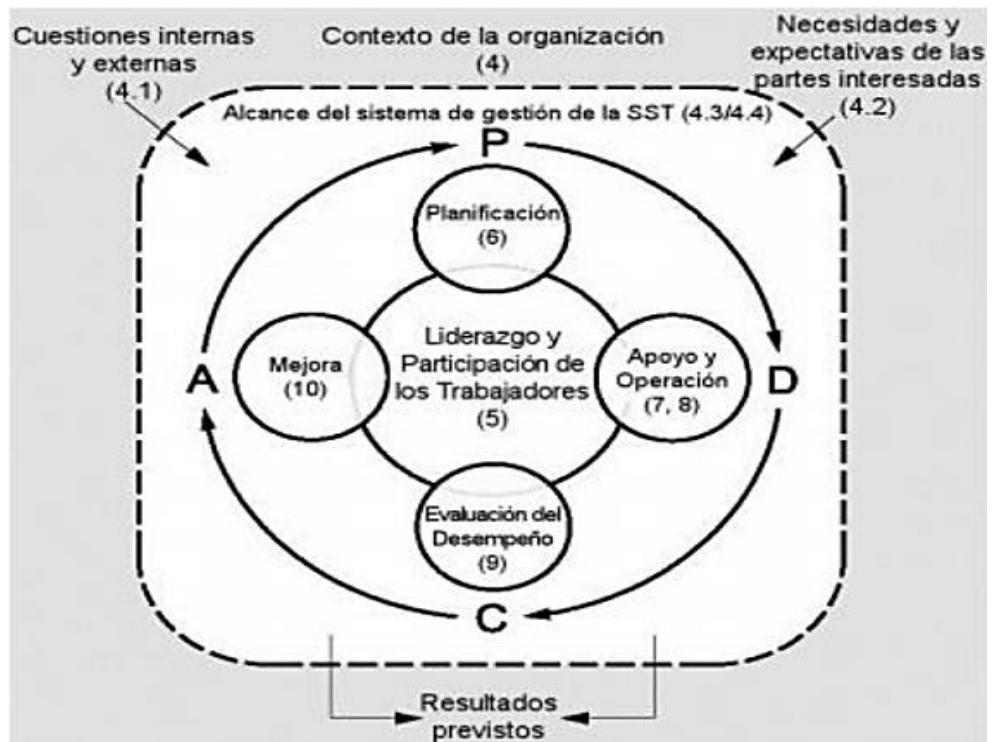 Cuestiones internas
y externas
(4.1)
Contexto de la organización
(4)
Necesidades y
expectativas de las
partes interesadas
(4.2)
Alcance del sistema de gestión de la SST (4.3/4.4)
P
Planificación
(6)
A
Mejora
(10)
Liderazgo y
Participación de
los Trabajadores
(5)
Apoyo y
Operación
(7, 8)
D
Evaluación del
Desempeño
(9)
C
Resultados
previstos